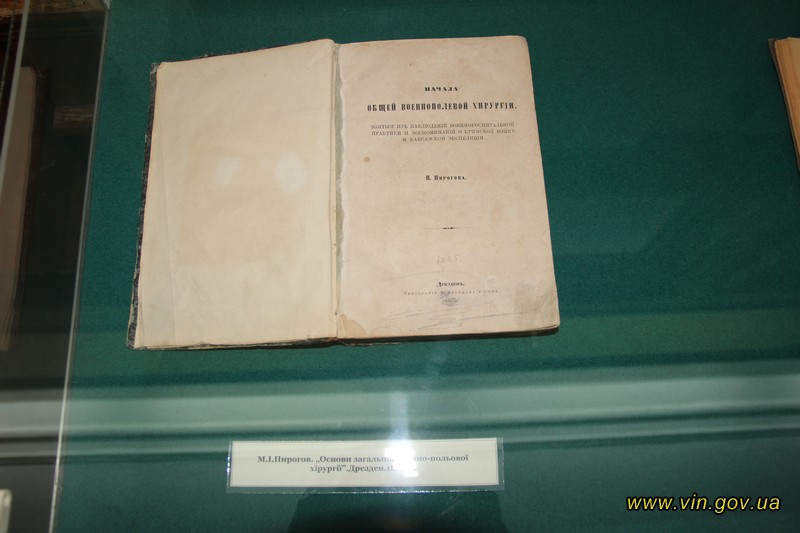 НАЧАЛА
ОБЩЕЙ ВОЕННОПОЛЕВОЙ ХИРУРГІИ,
ВЗЯТЫЯ ИЗЪ НАБЛЮДЕНІЙ ВОЕННОГОСПИТАЛЬНОЙ
ПРАКТИКИ И ВОСПОМИНАНІЙ О КРЫМСКОЙ ВОЙНѢ
И КАВКАЗСКОЙ ЭКСПЕДИЦІИ.
Н. Пирогова.
Дрезденъ.
М.І.Пирогов. „Основи
хірургії". Дрезден.
www.vin.gov.ua